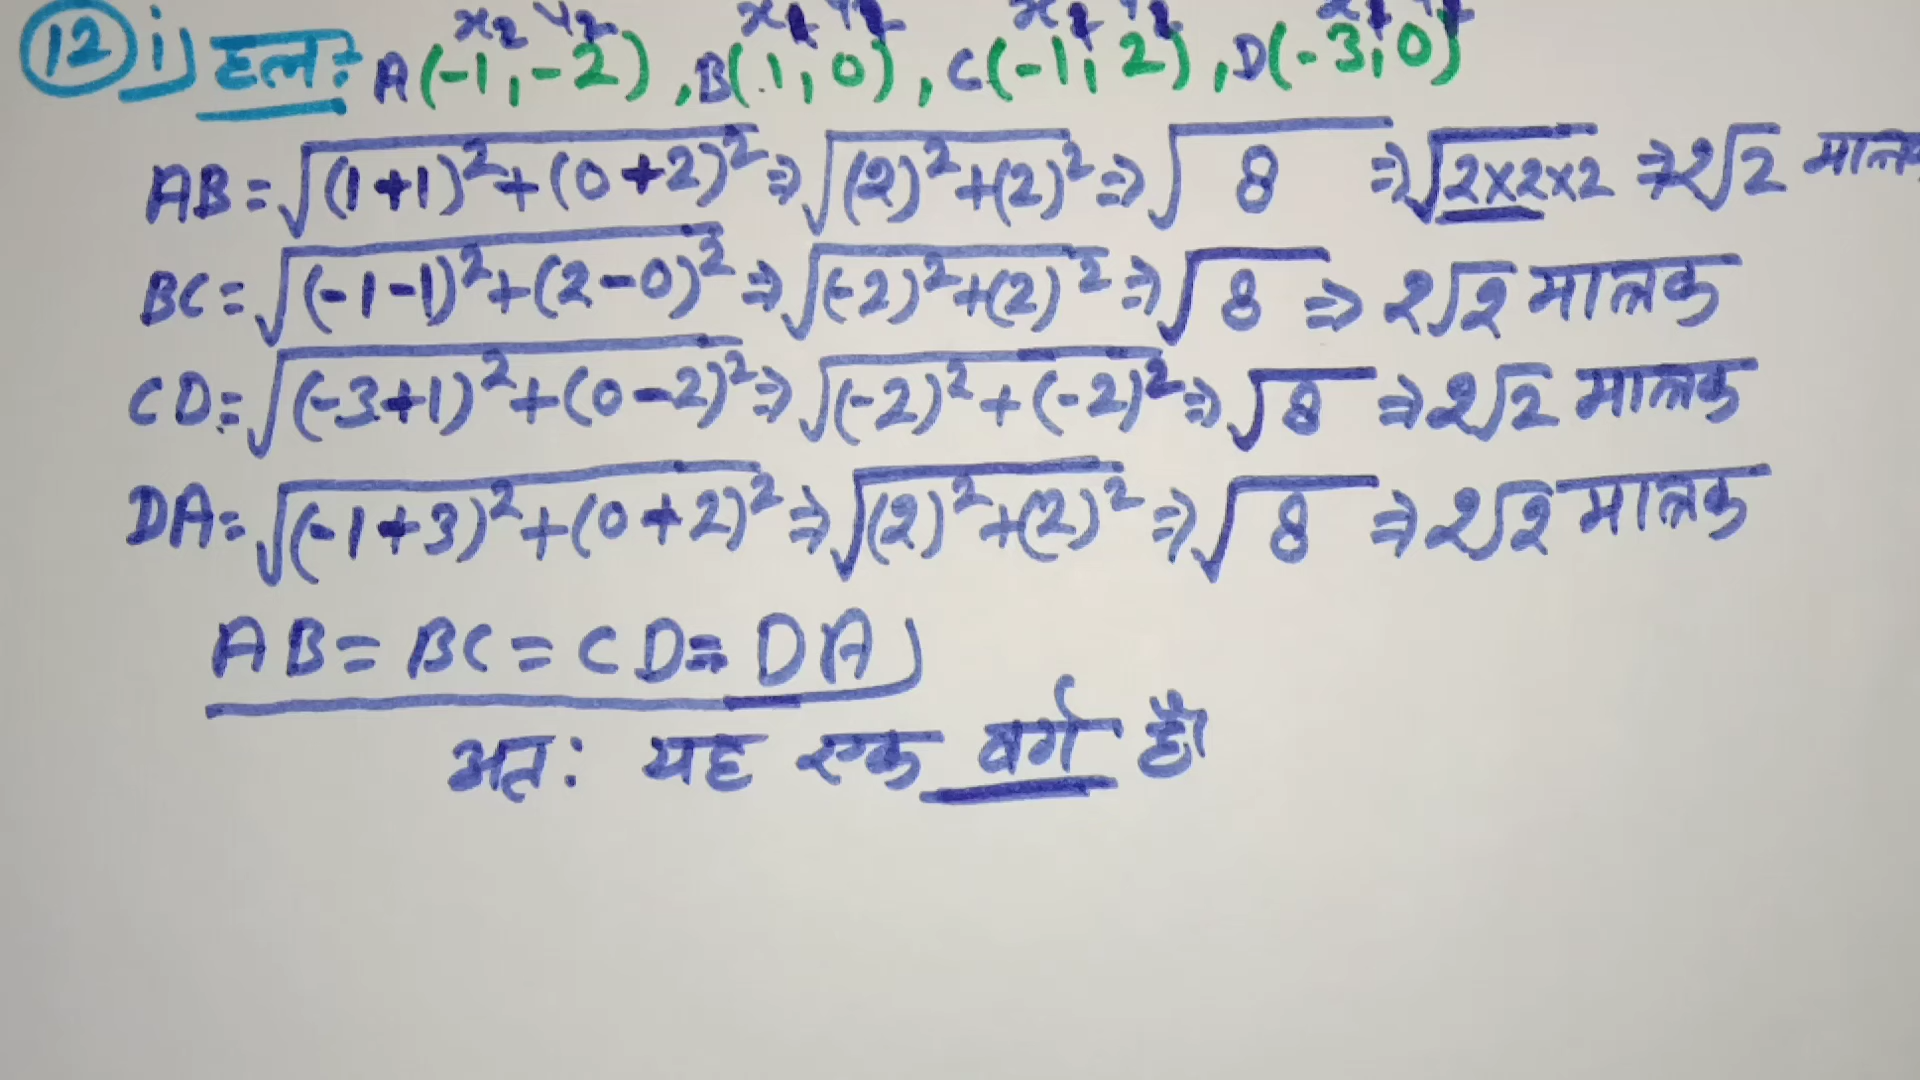 x₂ y₂ x₁ y₁
12 i) हल: A(-1,-2), B(1,0), C(-1,2), D(-3,0)
AB=√(1+1)²+(0+2)² ⇒ √(2)²+(2)² ⇒ √8 ⇒ √2×2×2 ⇒ 2√2
BC=√(-1-1)²+(2-0)² ⇒ √(-2)²+(2)² ⇒ √8 ⇒ 2√2 मात्रक
CD=√(-3+1)²+(0-2)² ⇒ √(-2)²+(-2)² ⇒ √8 ⇒ 2√2 मात्रक
DA=√(-1+3)²+(0+2)² ⇒ √(2)²+(2)² ⇒ √8 ⇒ 2√2 मात्रक
AB=BC=CD=DA
अत: यह एक वर्ग है।